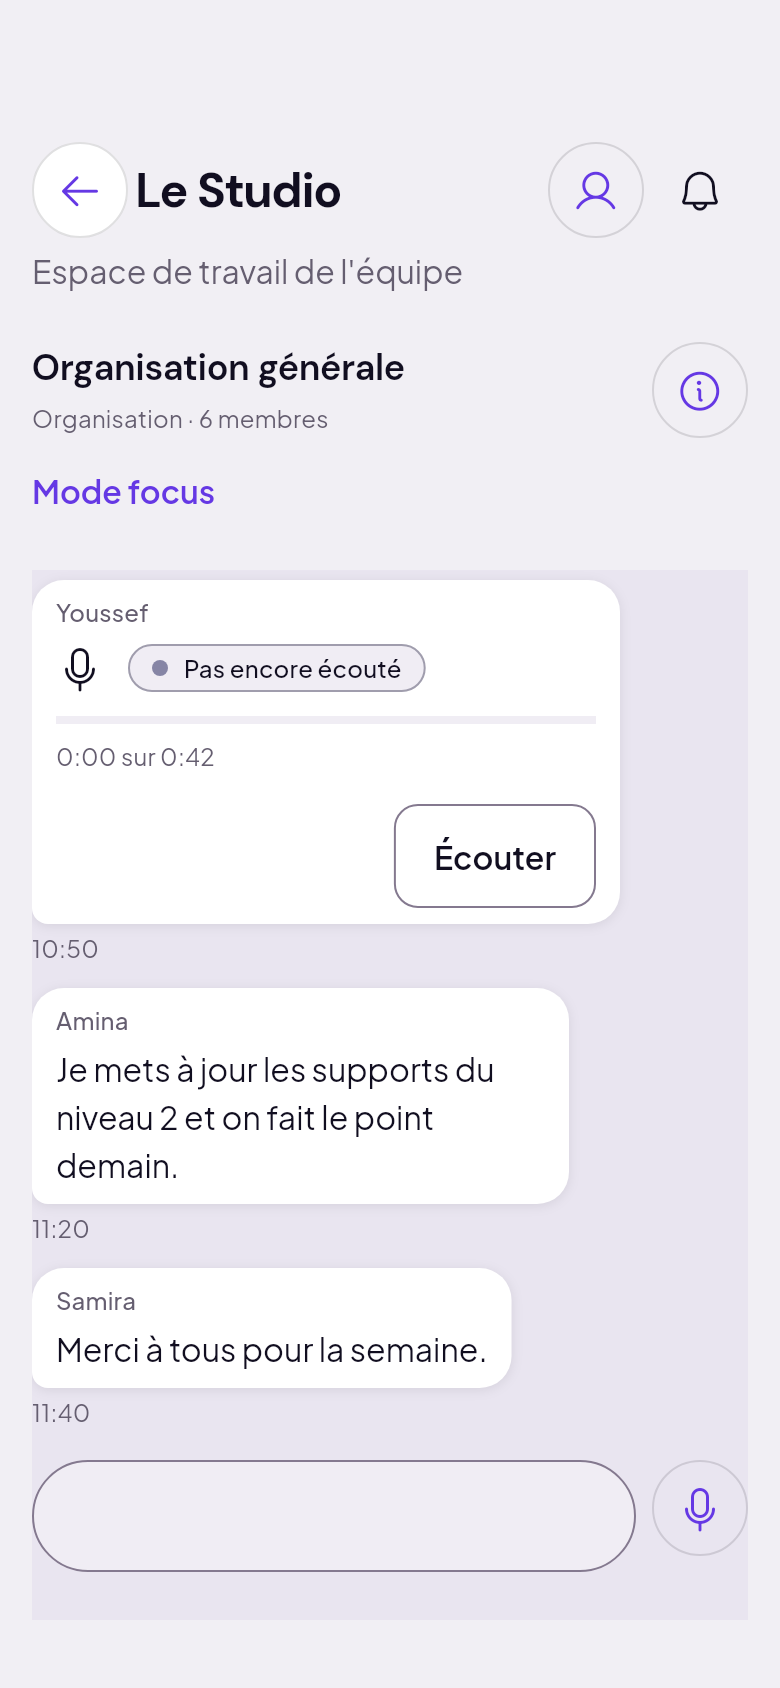 Le Studio
Espace de travail de l'équipe
Organisation générale
Organisation · 6 membres
Mode focus
Youssef
Pas encore écouté
0:00 sur 0:42
Écouter
10:50
Amina
Je mets à jour les supports du
niveau 2 et on fait le point
demain.
11:20
Samira
Merci à tous pour la semaine.
11:40